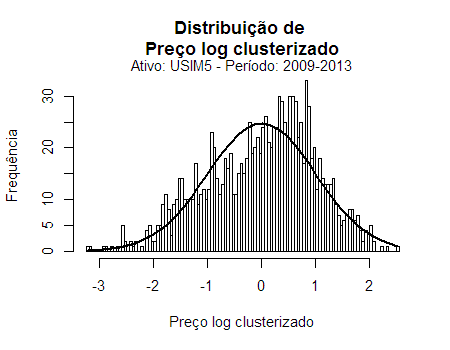 Distribuição de
Preço log clusterizado
Ativo: USIM5 - Período: 2009-2013
Frequência
30
20
10
5
0
-3 -2 -1 0 1 2
Preço log clusterizado